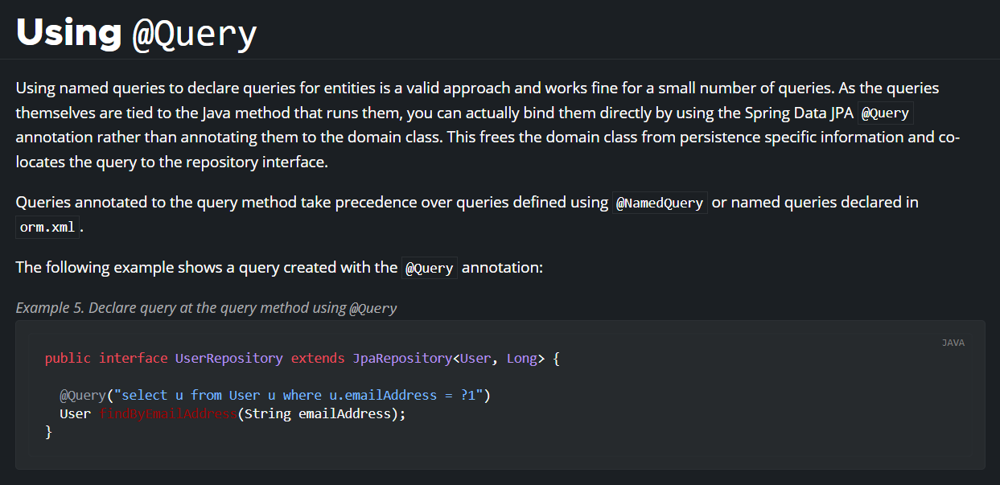 Using @Query
Using named queries to declare queries for entities is a valid approach and works fine for a small number of queries. As the queries
themselves are tied to the Java method that runs them, you can actually bind them directly by using the Spring Data JPA @Query
annotation rather than annotating them to the domain class. This frees the domain class from persistence specific information and co-
locates the query to the repository interface.
Queries annotated to the query method take precedence over queries defined using @NamedQuery or named queries declared in
orm.xml.
The following example shows a query created with the @Query annotation:
Example 5. Declare query at the query method using @Query
JAVA
public interface UserRepository extends JpaRepository<User, Long> {
@Query("select u from User u where u.emailAddress = ?1")
User findByEmailAddress(String emailAddress);
}